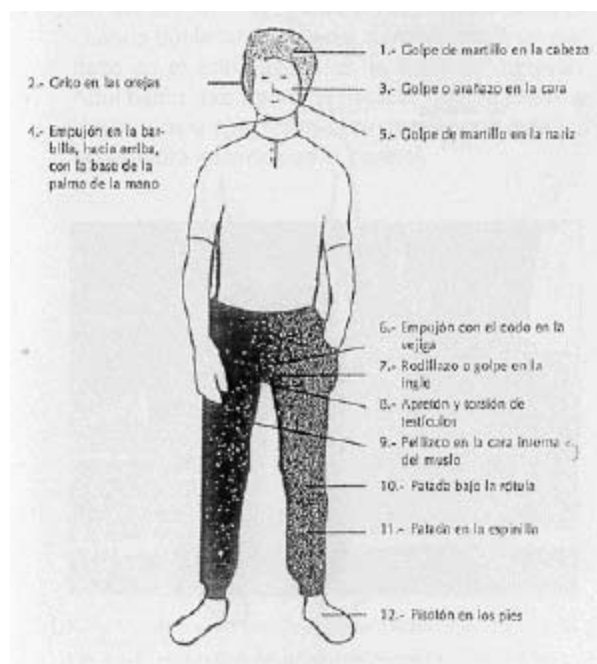 1.- Golpe de martillo en la cabeza
2.- Grito en las orejas
3.- Golpe o arañazo en la cara
4.- Empujón en la bar-
billa, hacia arriba,
con la base de la
palma de la mano
5.- Golpe de martillo en la nariz
6.- Empujón con el codo en la
vejiga
7.- Rodillazo o golpe en la
ingle
8.- Apretón y torsión de
testículos
9.- Pellizco en la cara interna
del muslo
10.- Patada bajo la rótula
11.- Patada en la espinilla
12.- Pisotón en los pies